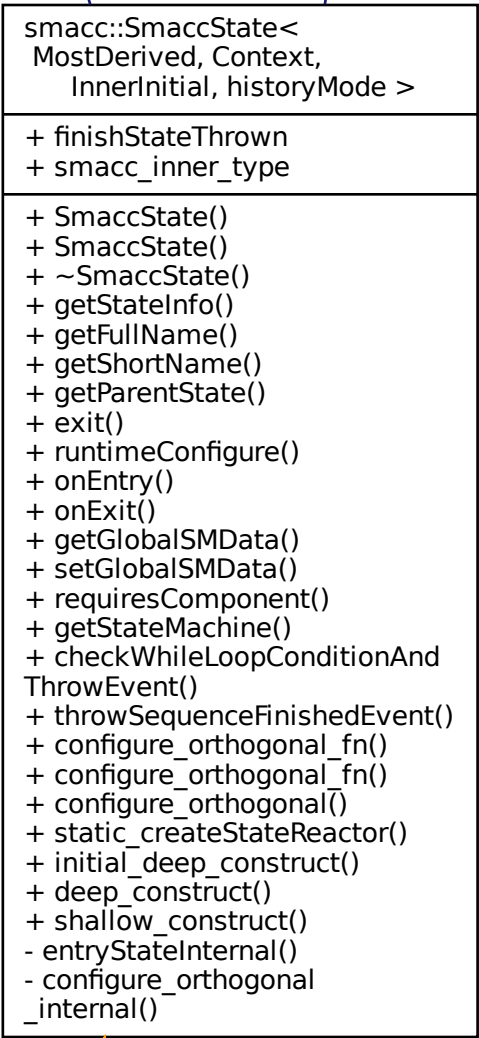 smacc::SmaccState<
MostDerived, Context,
InnerInitial, historyMode >
+ finishStateThrown
+ smacc_inner_type
+ SmaccState()
+ SmaccState()
+ ~SmaccState()
+ getStateInfo()
+ getFullName()
+ getShortName()
+ getParentState()
+ exit()
+ runtimeConfigure()
+ onEntry()
+ onExit()
+ getGlobalSMData()
+ setGlobalSMData()
+ requiresComponent()
+ getStateMachine()
+ checkWhileLoopConditionAnd
ThrowEvent()
+ throwSequenceFinishedEvent()
+ configure_orthogonal_fn()
+ configure_orthogonal_fn()
+ configure_orthogonal()
+ static_createStateReactor()
+ initial_deep_construct()
+ deep_construct()
+ shallow_construct()
- entryStateInternal()
- configure_orthogonal
_internal()